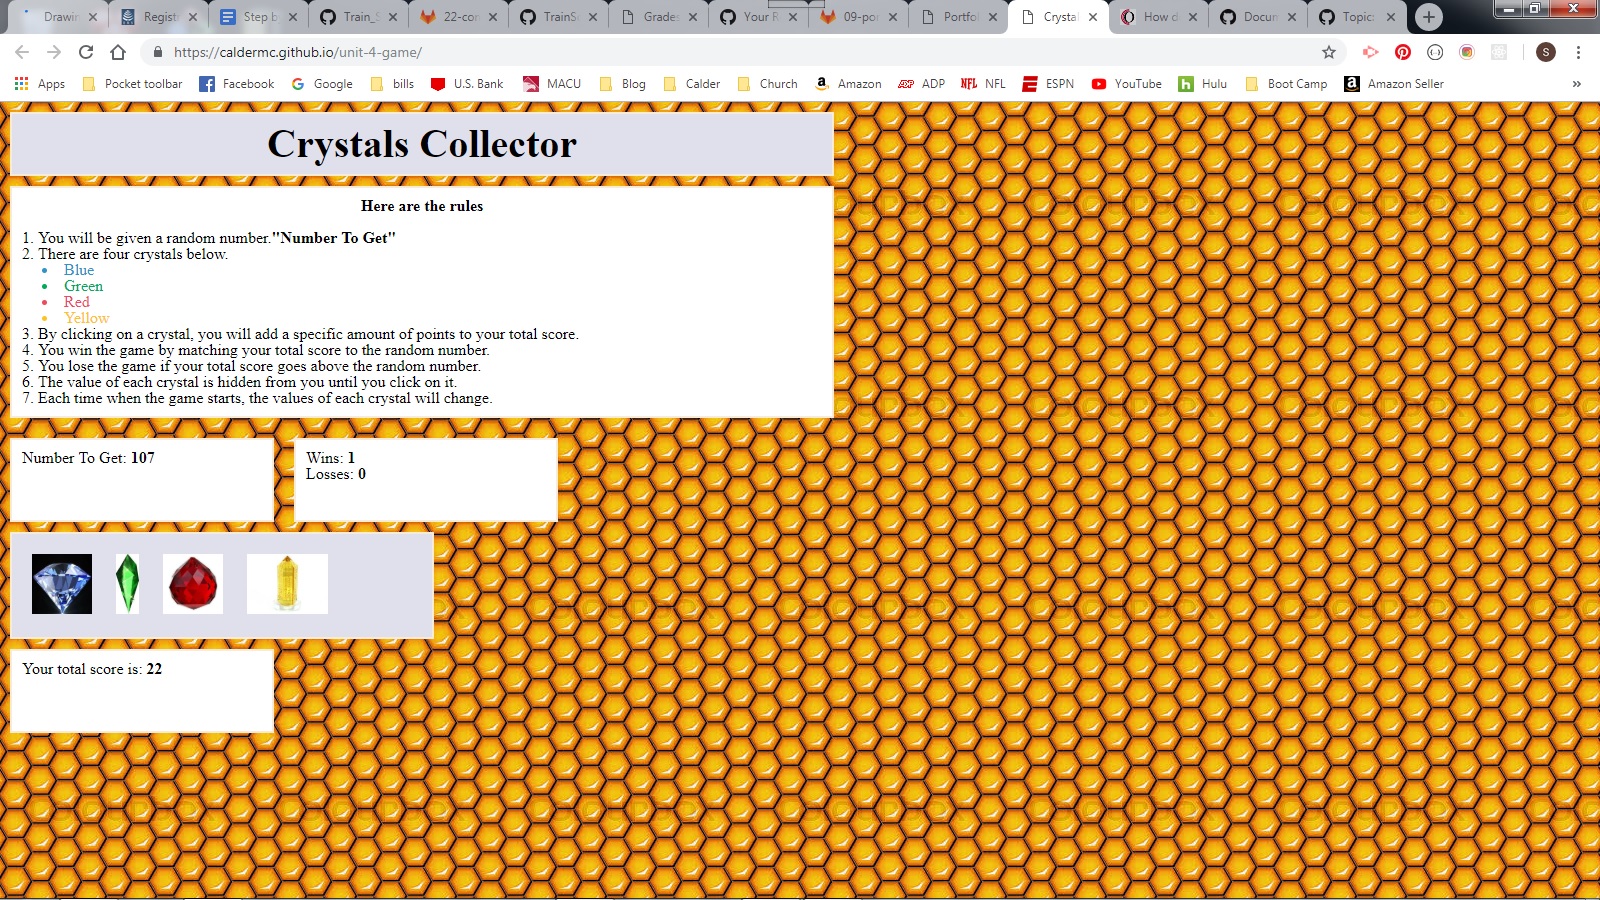 Drawin
Registr
Step b
Train_S
22-con
TrainSc
Grades
Your R
09-por
Portfol
Crystal
How d
Docun
Topic:
https://caldermc.github.io/unit-4-game/
S
Apps Pocket toolbar Facebook Google bills U.S. Bank MACU Blog Calder Church Amazon ADP NFL ESPN YouTube Hulu Boot Camp Amazon Seller »
Crystals Collector
Here are the rules
1. You will be given a random number."Number To Get"
2. There are four crystals below.
• Blue
• Green
• Red
• Yellow
3. By clicking on a crystal, you will add a specific amount of points to your total score.
4. You win the game by matching your total score to the random number.
5. You lose the game if your total score goes above the random number.
6. The value of each crystal is hidden from you until you click on it.
7. Each time when the game starts, the values of each crystal will change.
Number To Get: 107
Wins: 1
Losses: 0
Your total score is: 22